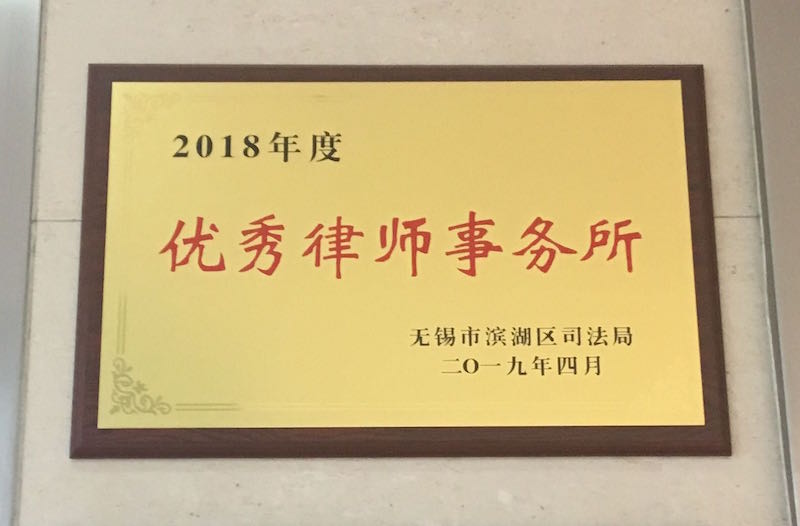 2018年度
优秀律师事务所
无锡市滨湖区司法局
二O一九年四月